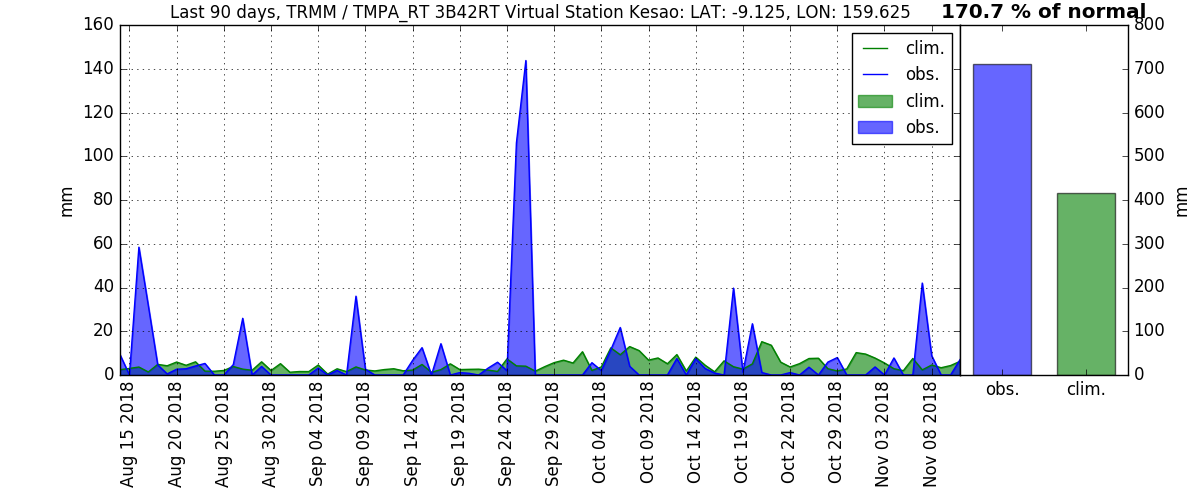 Last 90 days, TRMM / TMPA_RT 3B42RT Virtual Station Kesao: LAT: -9.125, LON: 159.625
170.7 % of normal
mm
160
140
120
100
80
60
40
20
0
clim.
obs.
clim.
obs.
Aug 15 2018
Aug 20 2018
Aug 25 2018
Aug 30 2018
Sep 04 2018
Sep 09 2018
Sep 14 2018
Sep 19 2018
Sep 24 2018
Sep 29 2018
Oct 04 2018
Oct 09 2018
Oct 14 2018
Oct 19 2018
Oct 24 2018
Oct 29 2018
Nov 03 2018
Nov 08 2018
800
700
600
500
400
300
200
100
0
mm
obs.
clim.